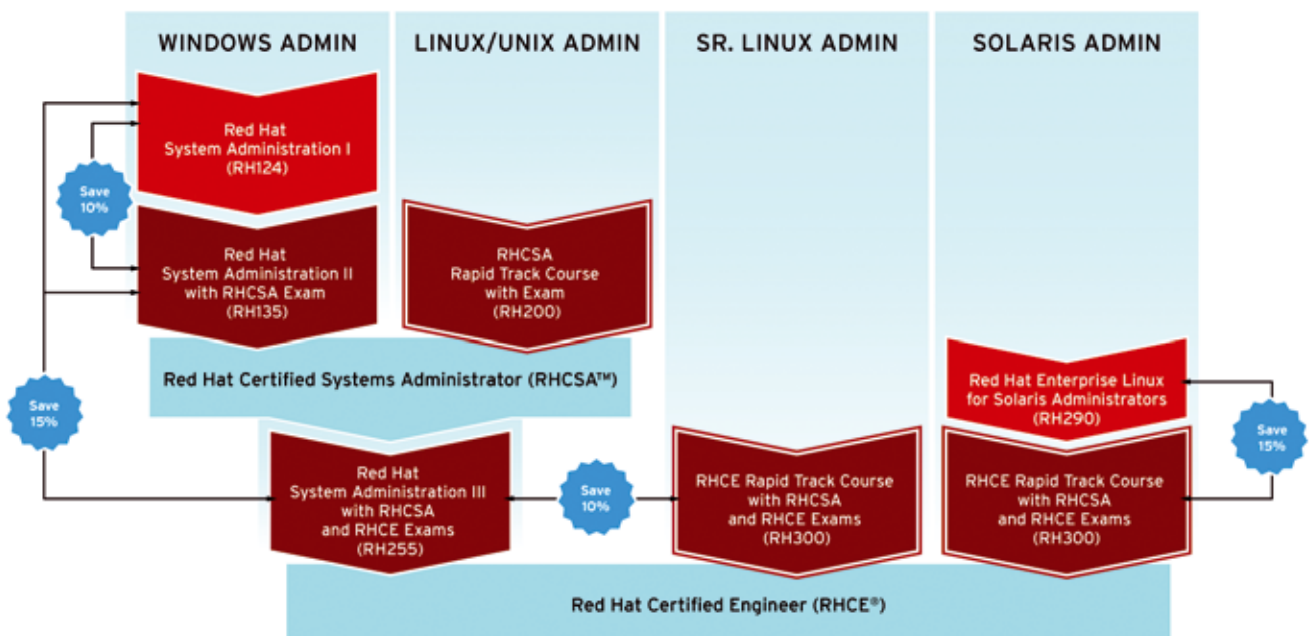 WINDOWS ADMIN
LINUX/UNIX ADMIN
SR. LINUX ADMIN
SOLARIS ADMIN
Red Hat
System Administration I
(RH124)
Save
10%
Red Hat
System Administration II
with RHCSA Exam
(RH135)
RHCSA
Rapid Track Course
with Exam
(RH200)
Red Hat Certified Systems Administrator (RHCSA™)
Save
15%
Red Hat Enterprise Linux
for Solaris Administrators
(RH290)
Save
15%
Red Hat
System Administration III
with RHCSA
and RHCE Exams
(RH255)
Save
10%
RHCE Rapid Track Course
with RHCSA
and RHCE Exams
(RH300)
RHCE Rapid Track Course
with RHCSA
and RHCE Exams
(RH300)
Red Hat Certified Engineer (RHCE®)